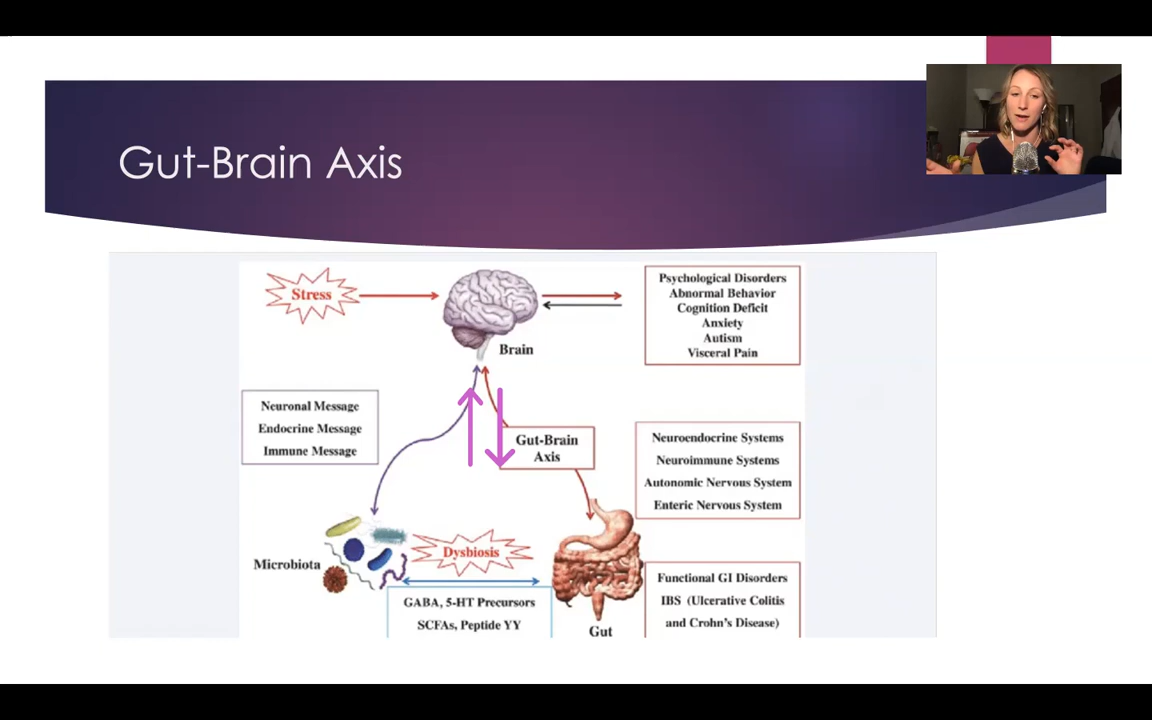 Gut-Brain Axis
Stress
Brain
Psychological Disorders
Abnormal Behavior
Cognition Deficit
Anxiety
Autism
Visceral Pain
Neuronal Message
Endocrine Message
Immune Message
Gut-Brain
Axis
Neuroendocrine Systems
Neuroimmune Systems
Autonomic Nervous System
Enteric Nervous System
Microbiota
Dysbiosis
GABA, 5-HT Precursors
SCFAs, Peptide YY
Gut
Functional GI Disorders
IBS (Ulcerative Colitis
and Crohn's Disease)